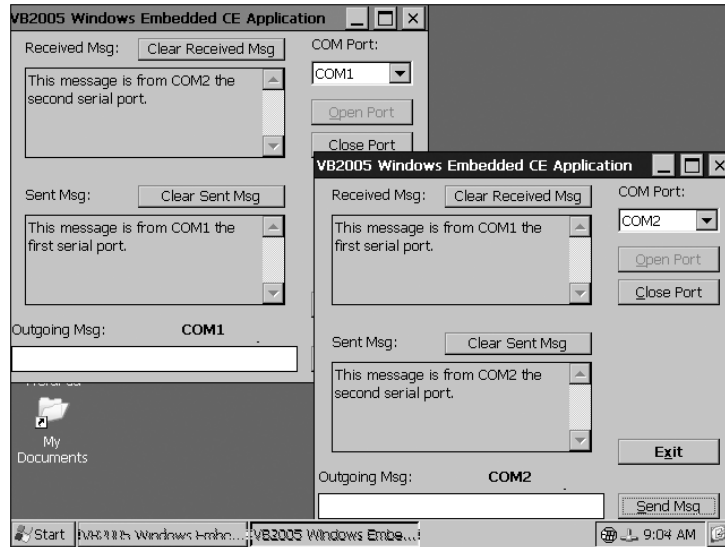 VB2005 Windows Embedded CE Application
Received Msg:
Clear Received Msg
COM Port:
This message is from COM2 the
second serial port.
COM1
Open Port
Close Port
Sent Msg:
Clear Sent Msg
This message is from COM1 the
first serial port.
Outgoing Msg:
COM1
VB2005 Windows Embedded CE Application
Received Msg:
Clear Received Msg
COM Port:
This message is from COM1 the
first serial port.
COM2
Open Port
Close Port
Sent Msg:
Clear Sent Msg
This message is from COM2 the
second serial port.
Exit
Outgoing Msg:
COM2
Send Msg
My
Documents
Start
Windows
VB2005 Windows Embe...
9:04 AM